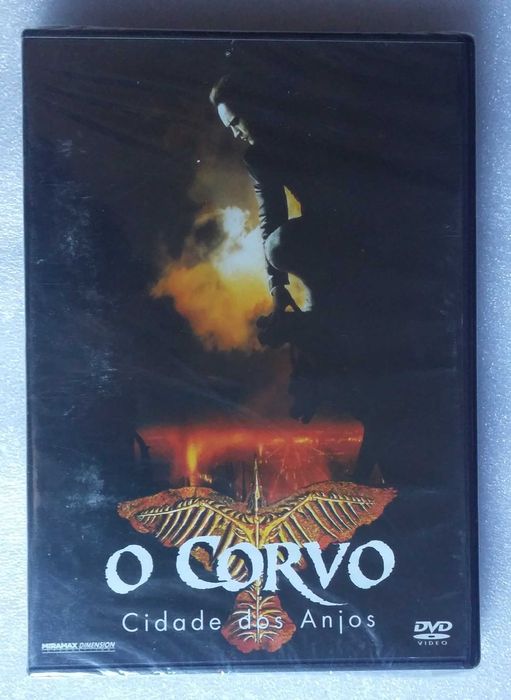 O CORVO
Cidade dos Anjos
MIRAMAX DIMENSION
DVD
VIDEO